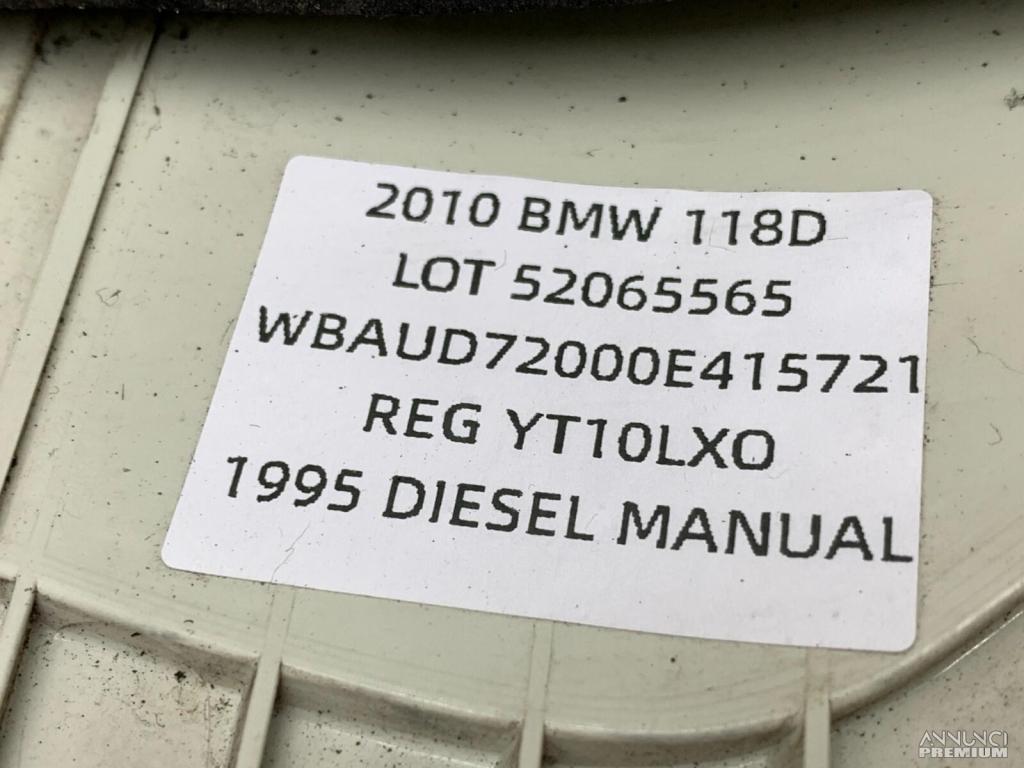 2010 BMW 118D
LOT 52065565
WBAUD72000E415721
REG YT10LXO
1995 DIESEL MANUAL
ANNUNCI
PREMIUM